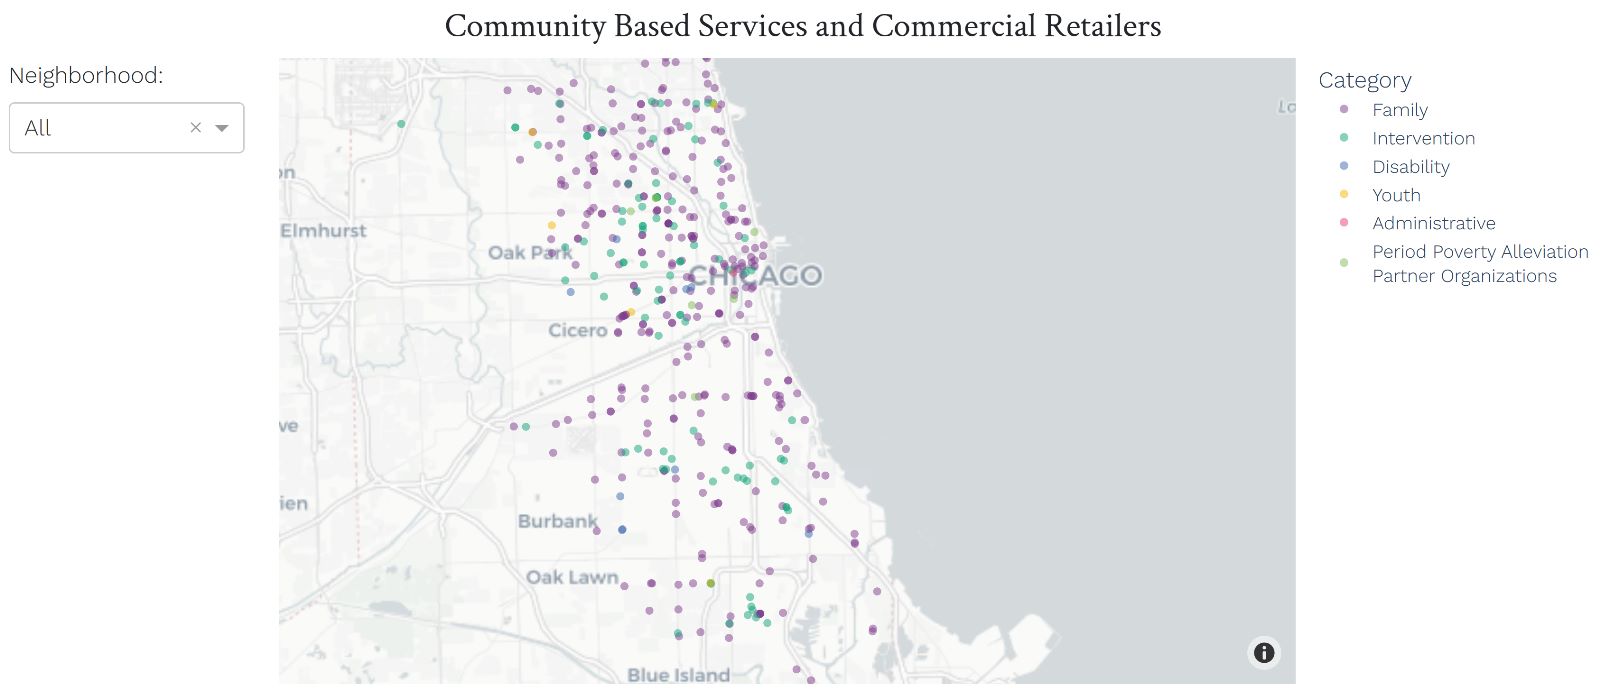 Community Based Services and Commercial Retailers
Neighborhood:
All
Category
Family
Intervention
Disability
Youth
Administrative
Period Poverty Alleviation
Partner Organizations
Lo
on
Elmhurst
Oak Park
CHICAGO
Cicero
ve
ien
Burbank
Oak Lawn
Blue Island